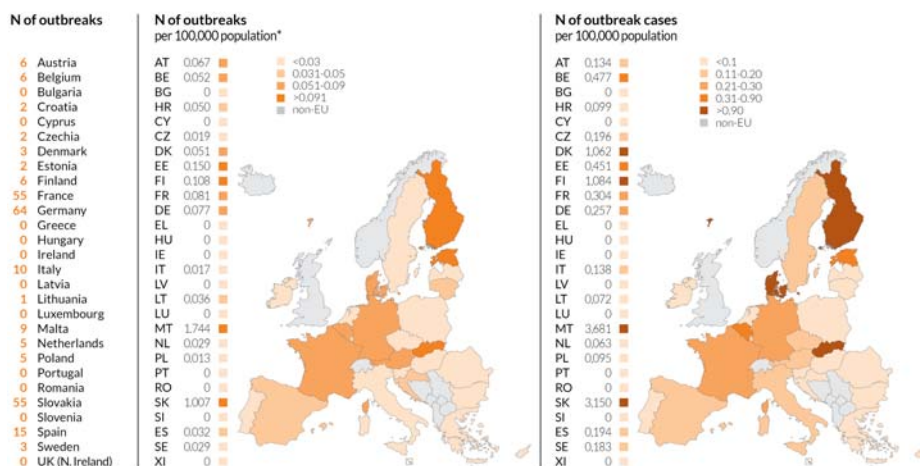 N of outbreaks
6 Austria
6 Belgium
0 Bulgaria
2 Croatia
0 Cyprus
2 Czechia
3 Denmark
2 Estonia
6 Finland
55 France
64 Germany
0 Greece
0 Hungary
0 Ireland
10 Italy
0 Latvia
1 Lithuania
0 Luxembourg
9 Malta
5 Netherlands
5 Poland
0 Portugal
0 Romania
55 Slovakia
0 Slovenia
15 Spain
3 Sweden
0 UK (N. Ireland)
N of outbreaks
per 100,000 population*
AT 0.067
BE 0.052
BG 0
HR 0.050
CY 0
CZ 0.019
DK 0.051
EE 0.150
FI 0.108
FR 0.081
DE 0.077
EL 0
HU 0
IE 0
IT 0.017
LV 0
LT 0.036
LU 0
MT 1.744
NL 0.029
PL 0.013
PT 0
RO 0
SK 1.007
SI 0
ES 0.032
SE 0.029
XI 0
<0.03
0.031-0.05
0.051-0.09
>0.091
non-EU
N of outbreak cases
per 100,000 population
AT 0,134
BE 0,477
BG 0
HR 0,099
CY 0
CZ 0,196
DK 1,062
EE 0,451
FI 1,084
FR 0,304
DE 0,257
EL 0
HU 0
IE 0
IT 0,138
LV 0
LT 0,072
LU 0
MT 3,681
NL 0,063
PL 0,095
PT 0
RO 0
SK 3,150
SI 0
ES 0,194
SE 0,183
XI 0
<0.1
0.11-0.20
0.21-0.30
0.31-0.90
>0.90
non-EU